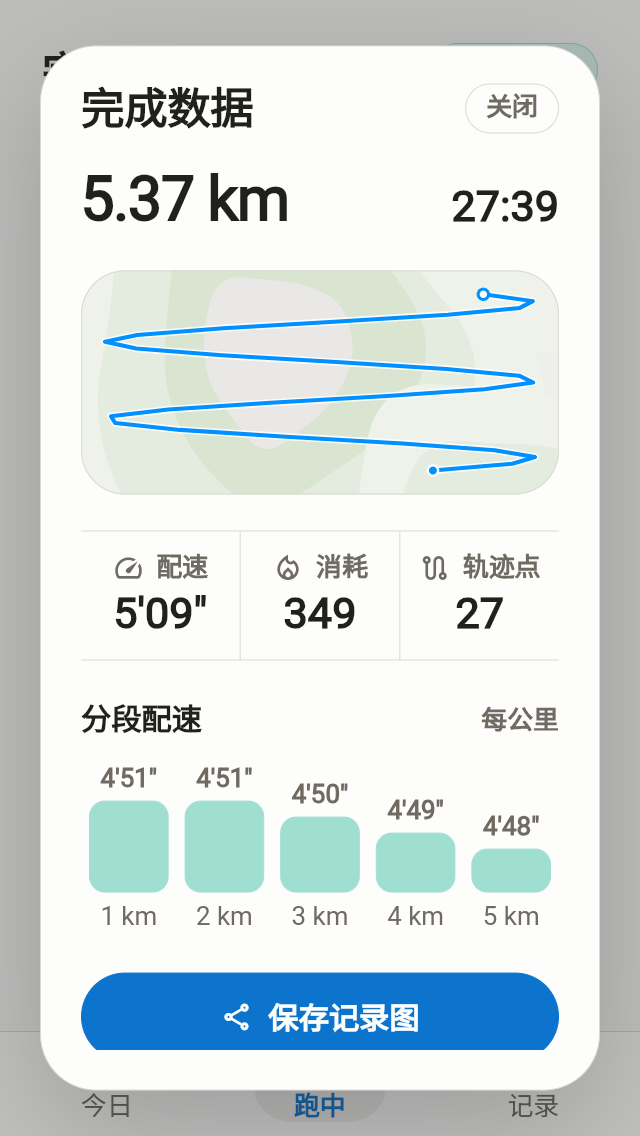 完成数据
关闭
5.37 km
27:39
配速
消耗
轨迹点
5'09"
349
27
分段配速
每公里
4'51"
4'51"
4'50"
4'49"
4'48"
1 km
2 km
3 km
4 km
5 km
保存记录图
今日
跑中
记录